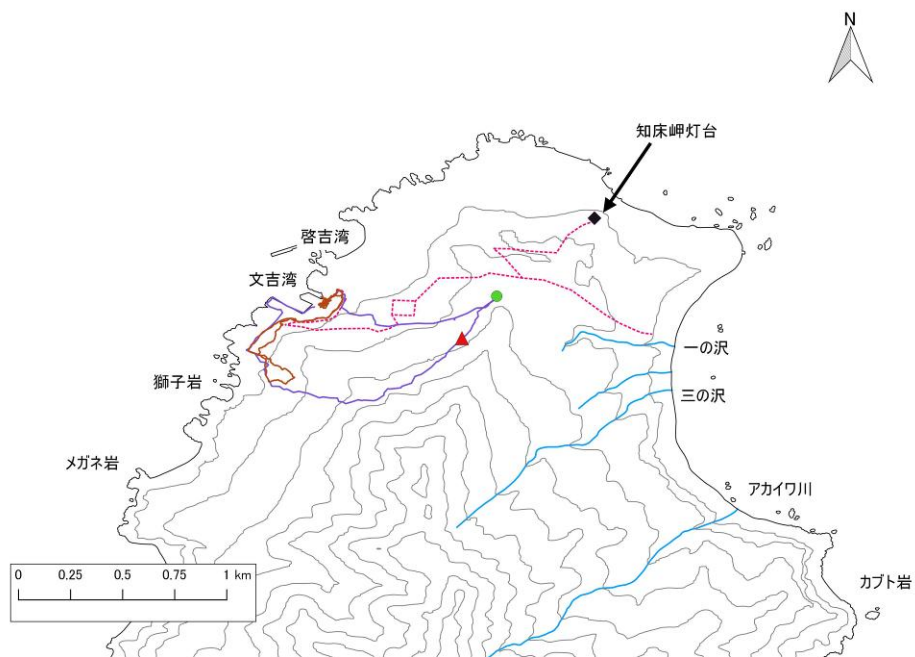 N
知床岬灯台
啓吉湾
文吉湾
一の沢
獅子岩
三の沢
メガネ岩
アカイワ川
0 0.25 0.5 0.75 1 km
カブト岩